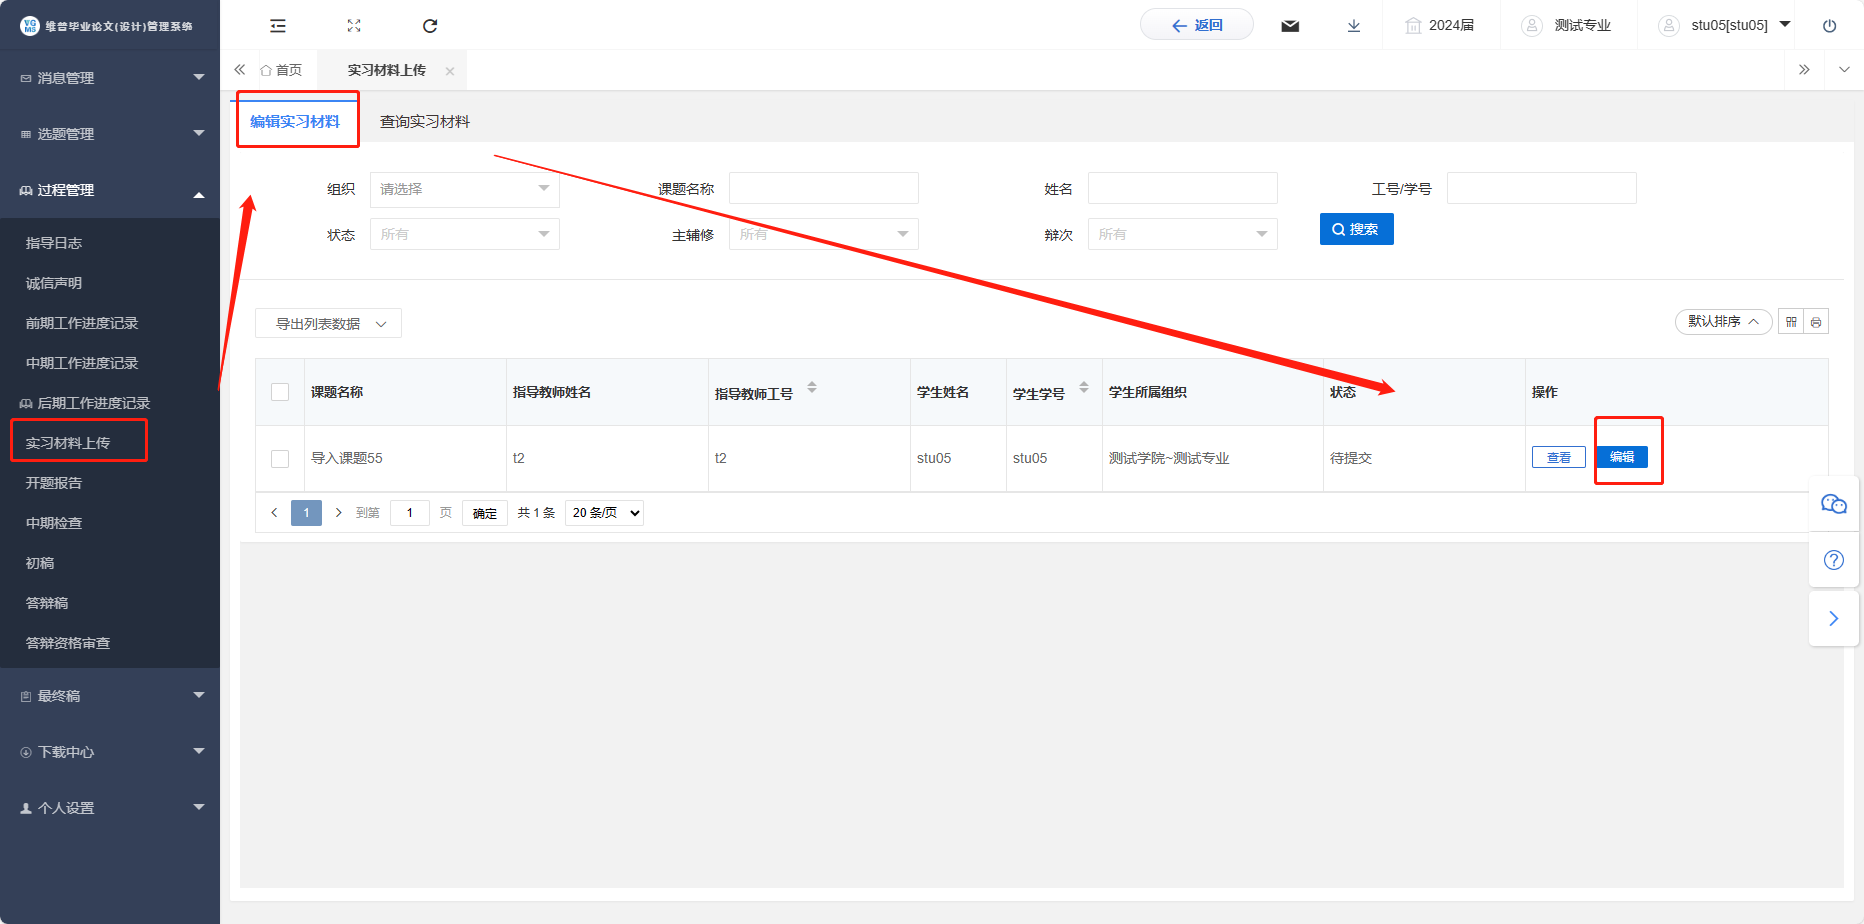 VG
MS
维普毕业论文(设计)管理系统
返回
2024届
测试专业
stu05[stu05]
首页
实习材料上传
消息管理
选题管理
过程管理
指导日志
诚信声明
前期工作进度记录
中期工作进度记录
后期工作进度记录
实习材料上传
开题报告
中期检查
初稿
答辩稿
答辩资格审查
最终稿
下载中心
个人设置
编辑实习材料
查询实习材料
组织
请选择
课题名称
姓名
工号/学号
状态
所有
主辅修
所有
辩次
所有
搜索
导出列表数据
默认排序
课题名称
指导教师姓名
指导教师工号
学生姓名
学生学号
学生所属组织
状态
操作
导入课题55
t2
t2
stu05
stu05
测试学院~测试专业
待提交
查看
编辑
1
到第
1
页
确定
共 1 条
20 条/页